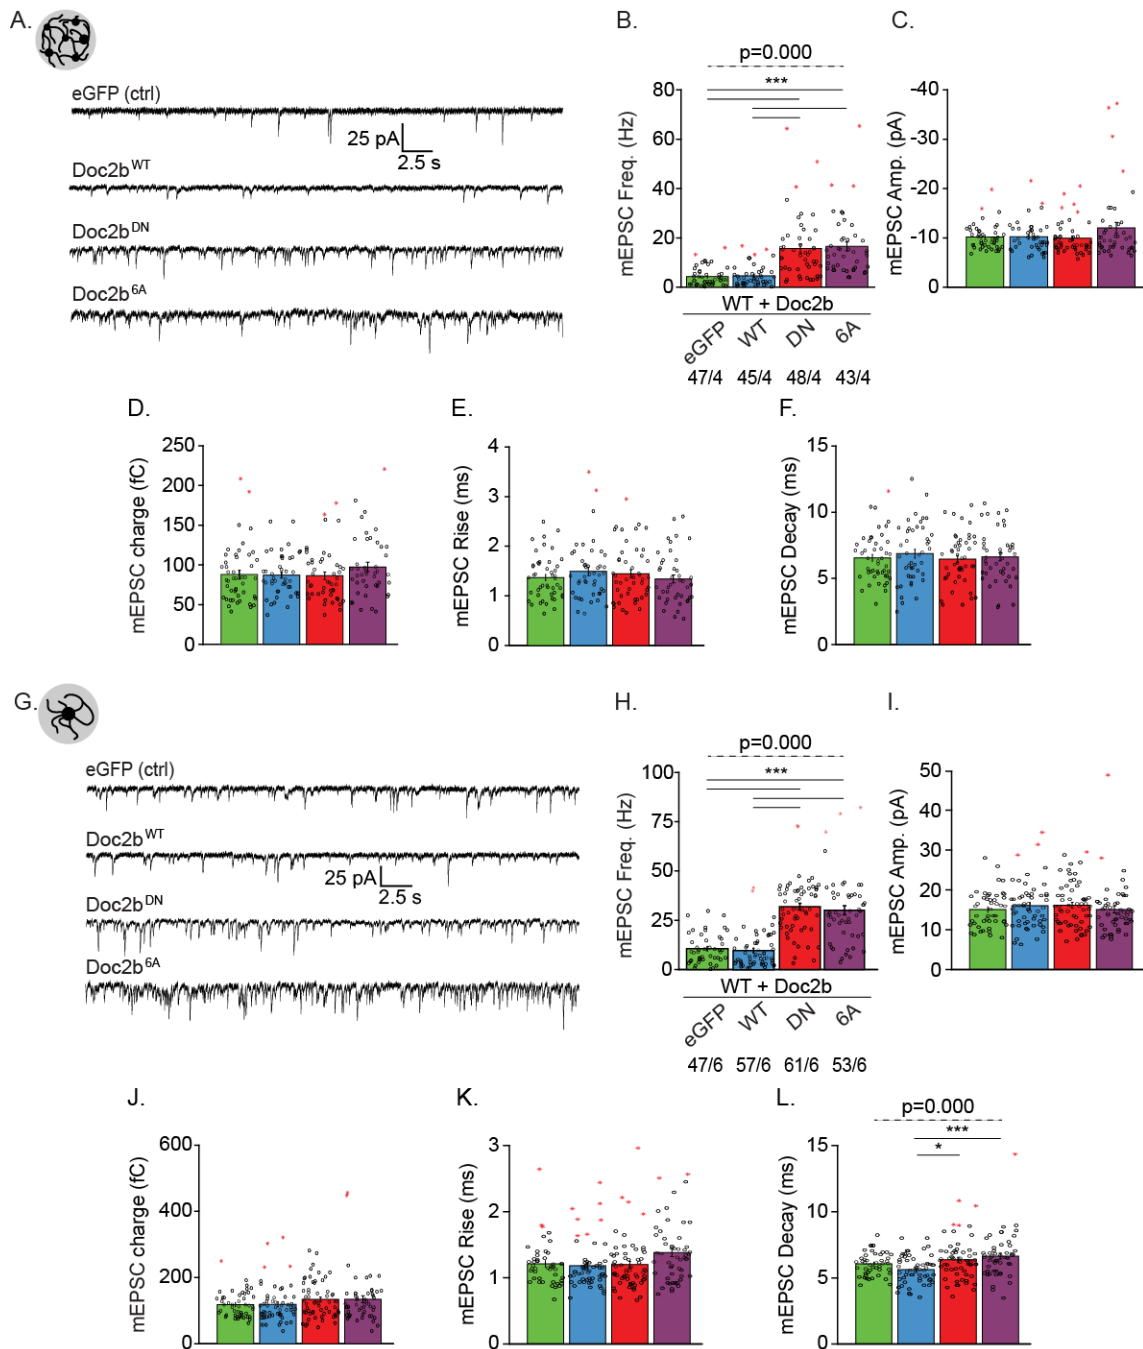 A.
eGFP (ctrl)
25 pA
2.5 s
Doc2b^WT
Doc2b^DN
Doc2b^6A
B.
p=0.000
***
mEPSC Freq. (Hz)
80
60
40
20
0
WT + Doc2b
eGFP WT DN 6A
47/4 45/4 48/4 43/4
C.
mEPSC Amp. (pA)
-40
-30
-20
-10
0
D.
mEPSC charge (fC)
250
200
150
100
50
0
E.
mEPSC Rise (ms)
4
3
2
1
0
F.
mEPSC Decay (ms)
15
10
5
0
G.
eGFP (ctrl)
Doc2b^WT
25 pA
2.5 s
Doc2b^DN
Doc2b^6A
H.
p=0.000
***
mEPSC Freq. (Hz)
100
75
50
25
0
WT + Doc2b
eGFP WT DN 6A
47/6 57/6 61/6 53/6
I.
mEPSC Amp. (pA)
50
40
30
20
10
0
J.
mEPSC charge (fC)
600
400
200
0
K.
mEPSC Rise (ms)
3
2
1
0
L.
p=0.000
***
*
mEPSC Decay (ms)
15
10
5
0